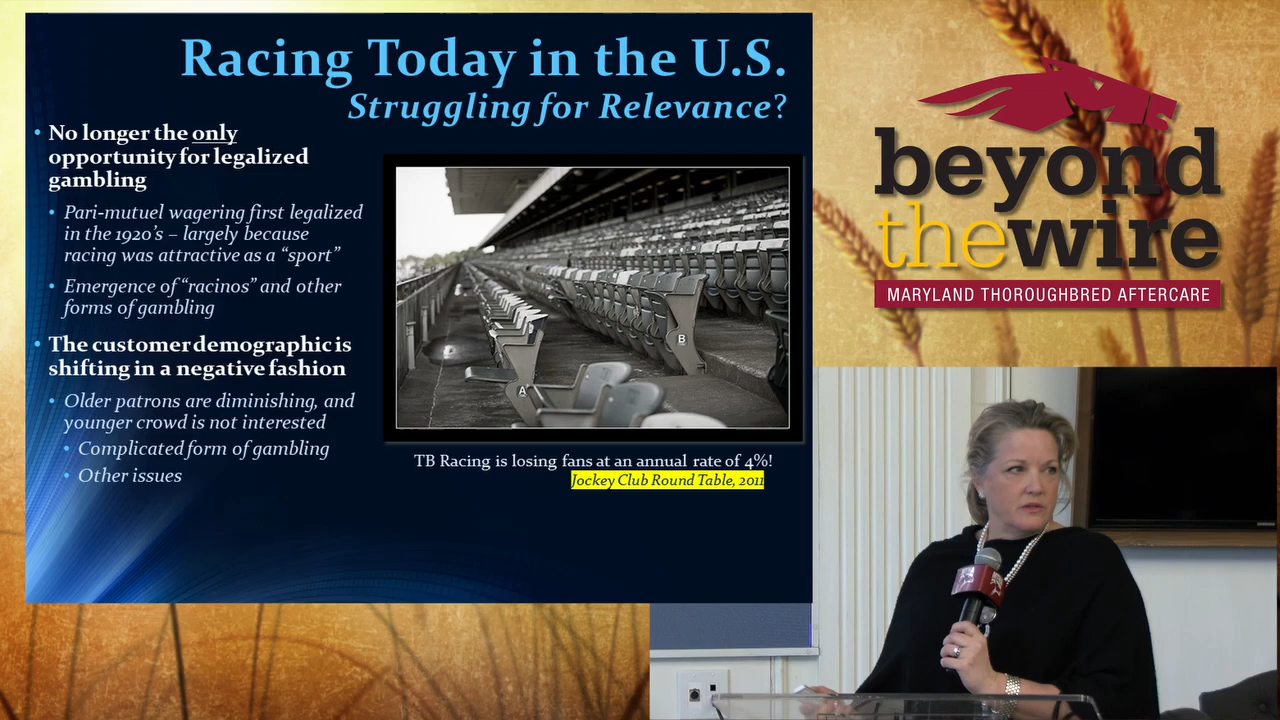 Racing Today in the U.S.
Struggling for Relevance?
• No longer the only
opportunity for legalized
gambling
• Pari-mutuel wagering first legalized
in the 1920's – largely because
racing was attractive as a "sport"
• Emergence of "racinos" and other
forms of gambling
• The customer demographic is
shifting in a negative fashion
• Older patrons are diminishing, and
younger crowd is not interested
• Complicated form of gambling
• Other issues
A
B
TB Racing is losing fans at an annual rate of 4%!
Jockey Club Round Table, 2011
beyond
thewire
MARYLAND THOROUGHBRED AFTERCARE